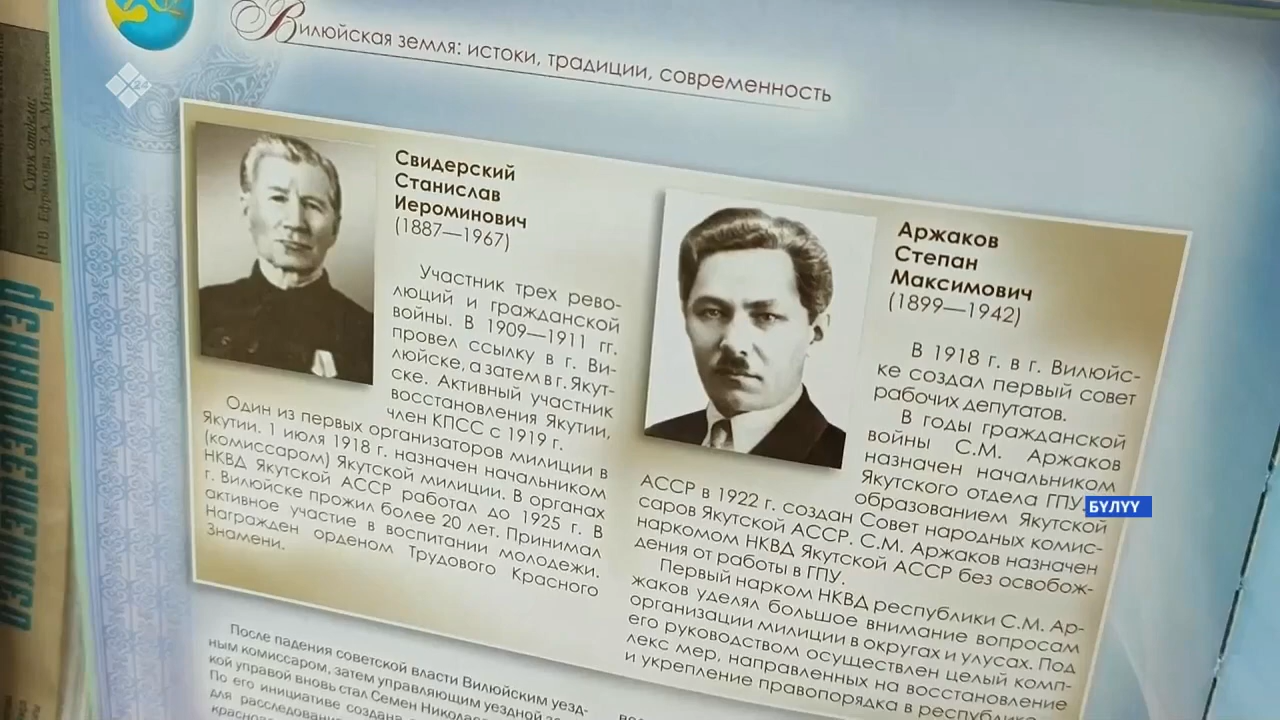 Вилюйская земля: истоки, традиции, современность
24
Свидерский
Станислав
Иероминович
(1887—1967)
Участник трех рево-
люций и гражданской
войны. В 1909—1911 гг.
провел ссылку в г. Ви-
люйске, а затем в г. Якут-
ске. Активный участник
восстановления Якутии,
член КПСС с 1919 г.
Один из первых организаторов милиции в
Якутии. 1 июля 1918 г. назначен начальником
(комиссаром) Якутской милиции. В органах
НКВД Якутской АССР работал до 1925 г. В
г. Вилюйске прожил более 20 лет. Принимал
активное участие в воспитании молодежи.
Награжден орденом Трудового Красного
Знамени.
Аржаков
Степан
Максимович
(1899—1942)
В 1918 г. в г. Вилюйс-
ке создал первый совет
рабочих депутатов.
В годы гражданской
войны С.М. Аржаков
назначен начальником
Якутского отдела ГПУ.
образованием Якутской
АССР в 1922 г. создан Совет народных комис-
саров Якутской АССР. С.М. Аржаков назначен
наркомом НКВД Якутской АССР без освобож-
дения от работы в ГПУ.
Первый нарком НКВД республики С.М. Ар-
жаков уделял большое внимание вопросам
организации милиции в округах и улусах. Под
его руководством осуществлен целый комп-
лекс мер, направленных на восстановление
и укрепление правопорядка в республике
БҮЛҮҮ
После падения советской власти Вилюйским уезд-
ным комиссаром, затем управляющим уездной
кой управой вновь стал Семен
По его инициативе
Н.В. Ефремова, З.А.